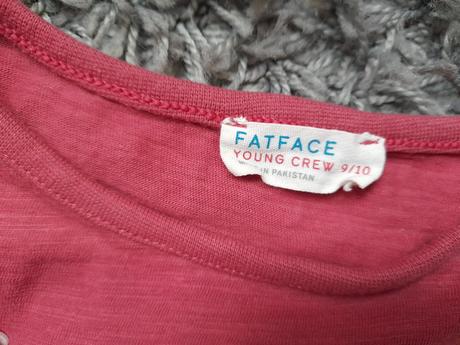 FATFACE
YOUNG CREW 9/10
IN PAKISTAN